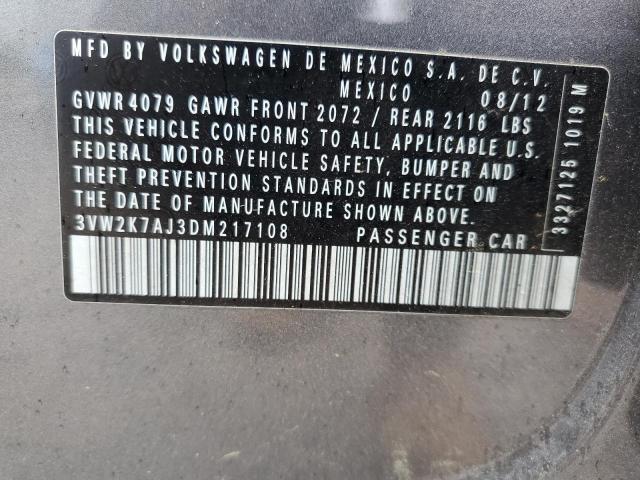 MFD BY VOLKSWAGEN DE MEXICO S.A. DE C.V.
MEXICO 08/12
GVWR 4079 GAWR FRONT 2072 / REAR 2116 LBS
THIS VEHICLE CONFORMS TO ALL APPLICABLE U.S.
FEDERAL MOTOR VEHICLE SAFETY, BUMPER AND
THEFT PREVENTION STANDARDS IN EFFECT ON
THE DATE OF MANUFACTURE SHOWN ABOVE.
3VW2K7AJ3DM217108 PASSENGER CAR
3327125 1019 M